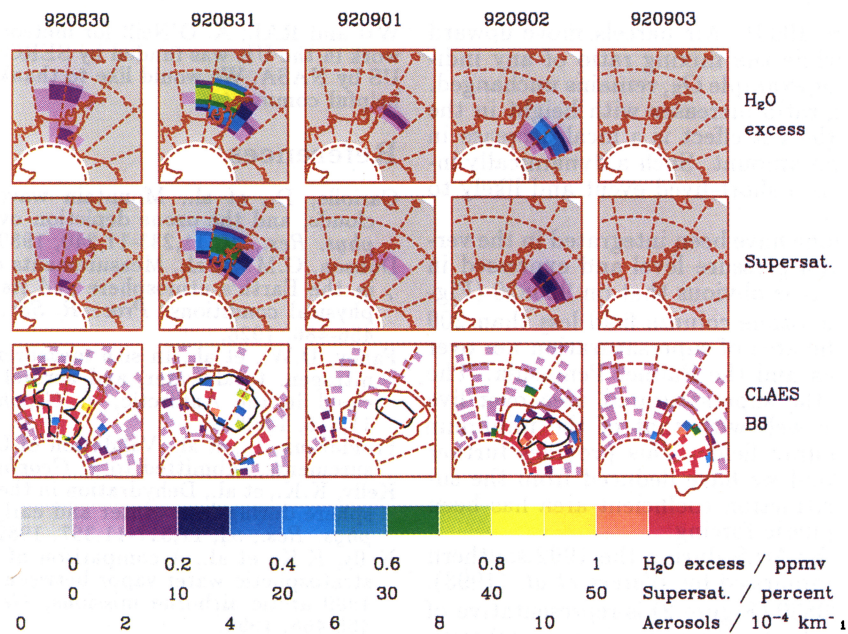 920830 920831 920901 920902 920903
H₂O
excess
Supersat.
CLAES
B8
0 0.2 0.4 0.6 0.8 1 H₂O excess / ppmv
0 10 20 30 40 50 Supersat. / percent
0 2 4 6 8 10 Aerosols / 10⁻⁴ km⁻¹